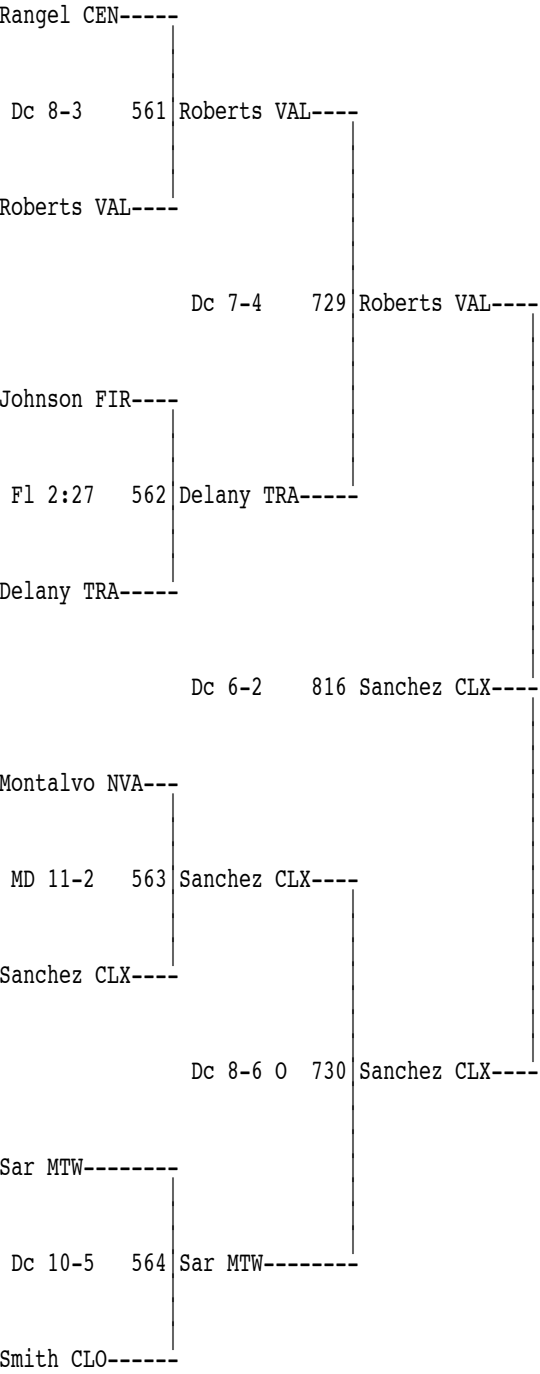 Rangel CEN-----
Dc 8-3 561 Roberts VAL----
Roberts VAL----
Dc 7-4 729 Roberts VAL----
Johnson FIR----
Fl 2:27 562 Delany TRA-----
Delany TRA-----
Dc 6-2 816 Sanchez CLX----
Montalvo NVA---
MD 11-2 563 Sanchez CLX----
Sanchez CLX----
Dc 8-6 O 730 Sanchez CLX----
Sar MTW--------
Dc 10-5 564 Sar MTW--------
Smith CLO------